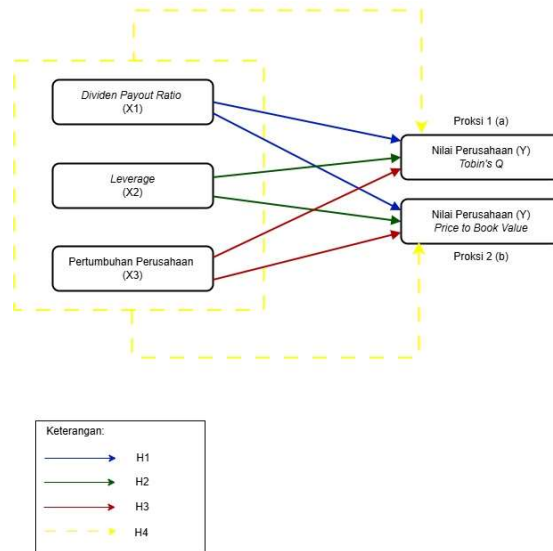 Dividen Payout Ratio
(X1)
Leverage
(X2)
Pertumbuhan Perusahaan
(X3)
Proksi 1 (a)
Nilai Perusahaan (Y)
Tobin's Q
Nilai Perusahaan (Y)
Price to Book Value
Proksi 2 (b)
Keterangan:
H1
H2
H3
H4